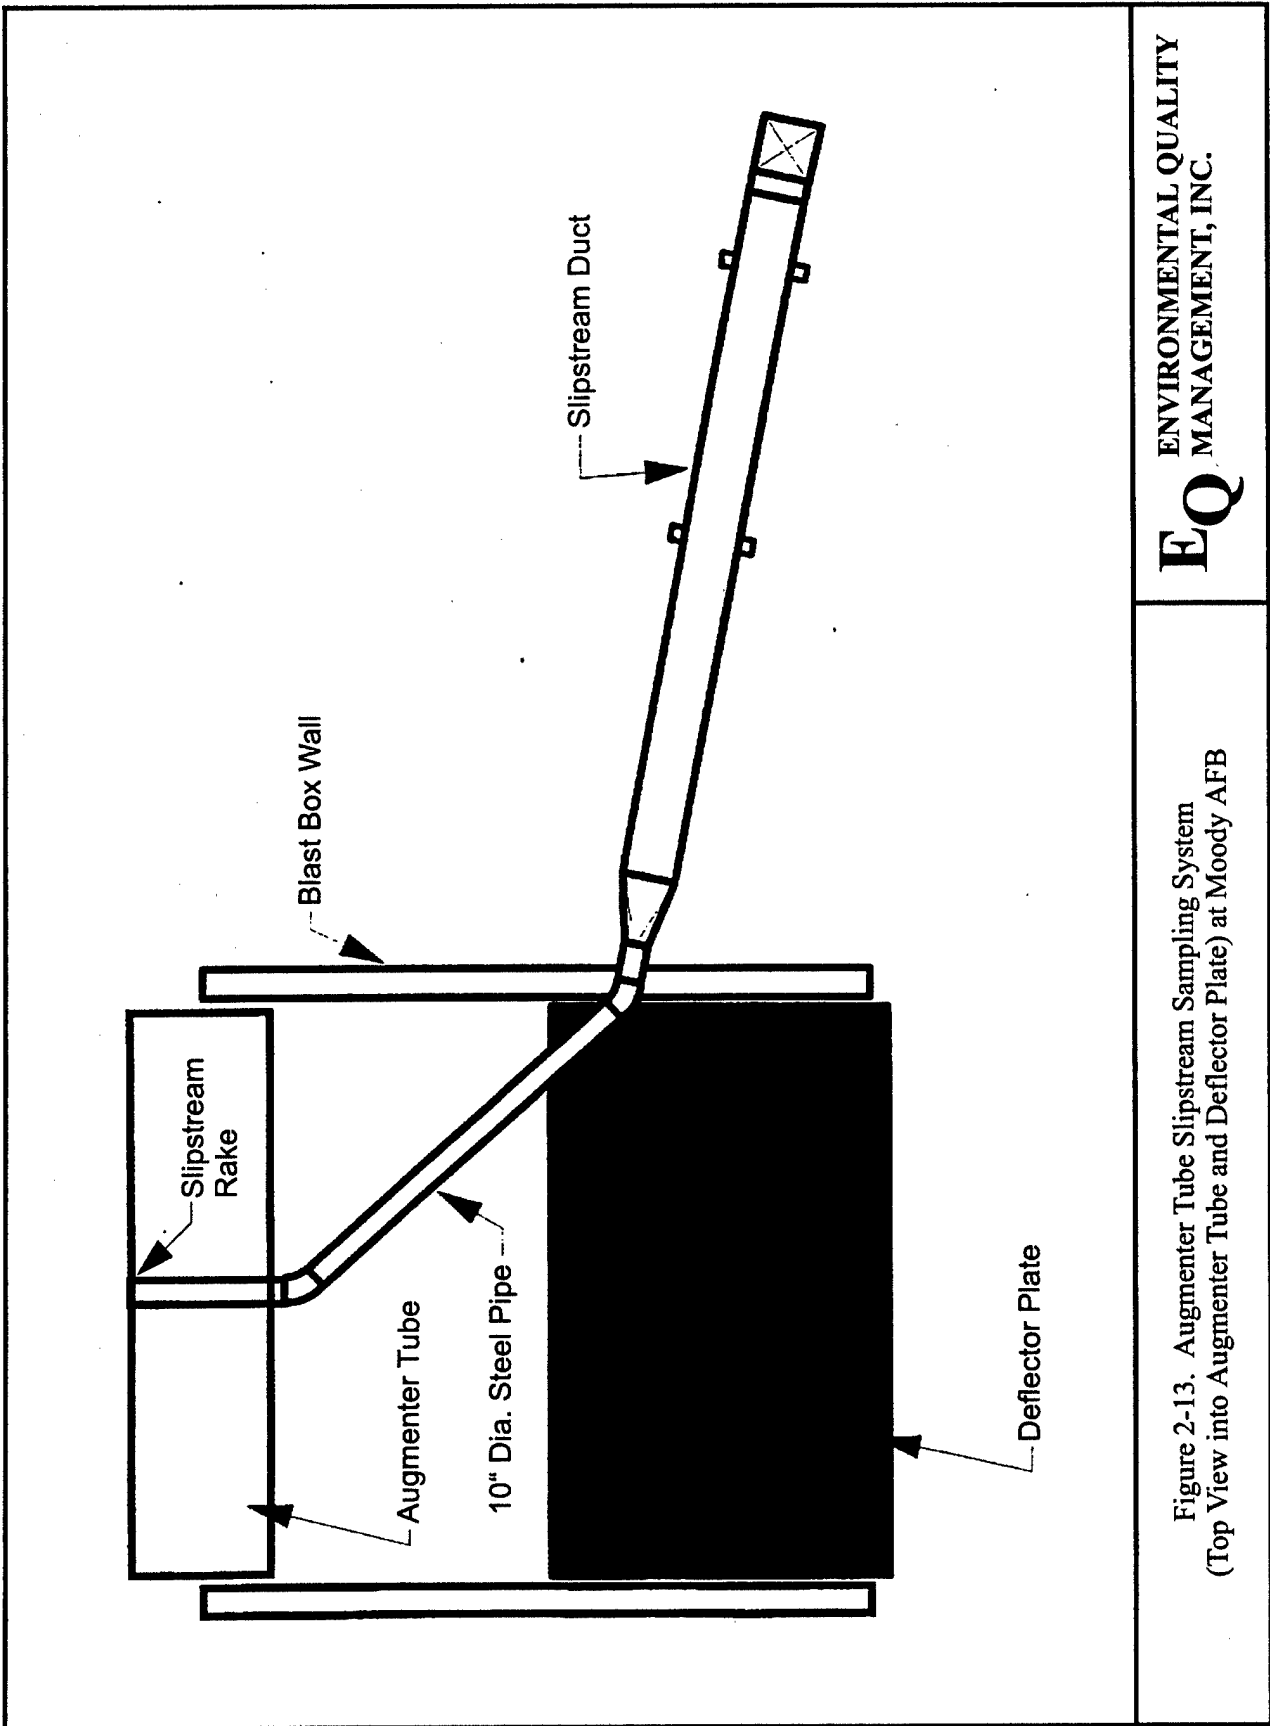 Slipstream
Rake
Blast Box Wall
Slipstream Duct
Augmenter Tube
10" Dia. Steel Pipe
Deflector Plate
Figure 2-13. Augmenter Tube Slipstream Sampling System
(Top View into Augmenter Tube and Deflector Plate) at Moody AFB
EQ
ENVIRONMENTAL QUALITY
MANAGEMENT, INC.